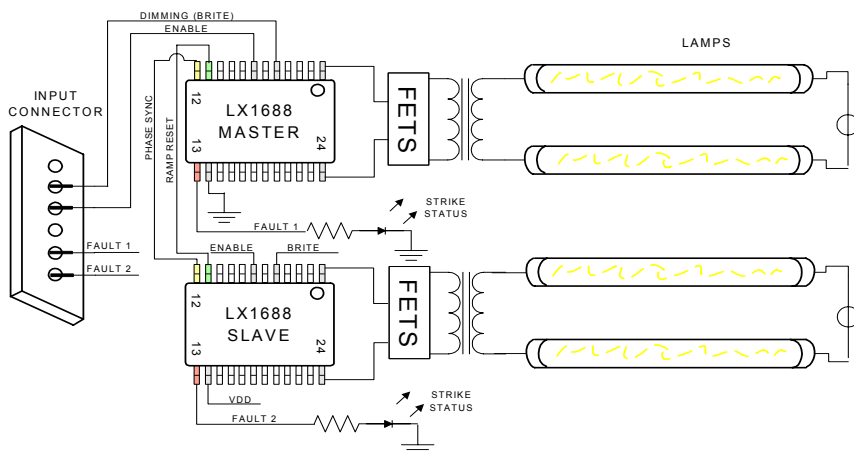 DIMMING (BRITE)
ENABLE
LAMPS
INPUT
CONNECTOR
PHASE SYNC
RAMP RESET
12
LX1688
MASTER
13
24
FETS
STRIKE
STATUS
FAULT 1
FAULT 1
FAULT 2
ENABLE
BRITE
12
LX1688
SLAVE
13
24
FETS
VDD
STRIKE
STATUS
FAULT 2